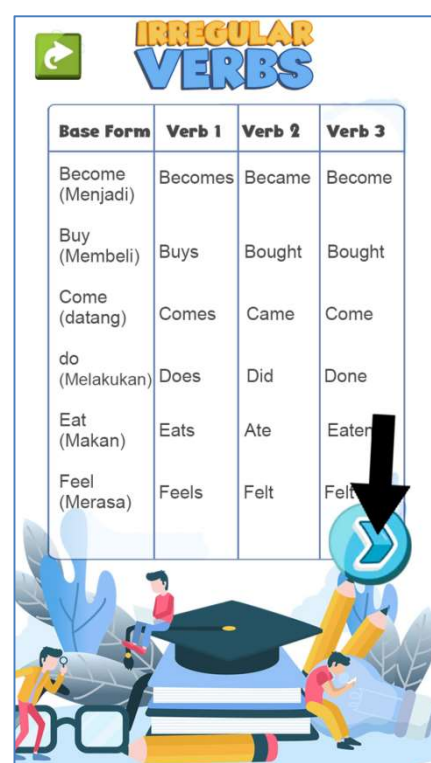 IRREGULAR
VERBS
Base Form Verb 1 Verb 2 Verb 3
Become
(Menjadi) Becomes Became Become
Buy
(Membeli) Buys Bought Bought
Come
(datang) Comes Came Come
do
(Melakukan) Does Did Done
Eat
(Makan) Eats Ate Eaten
Feel
(Merasa) Feels Felt Felt